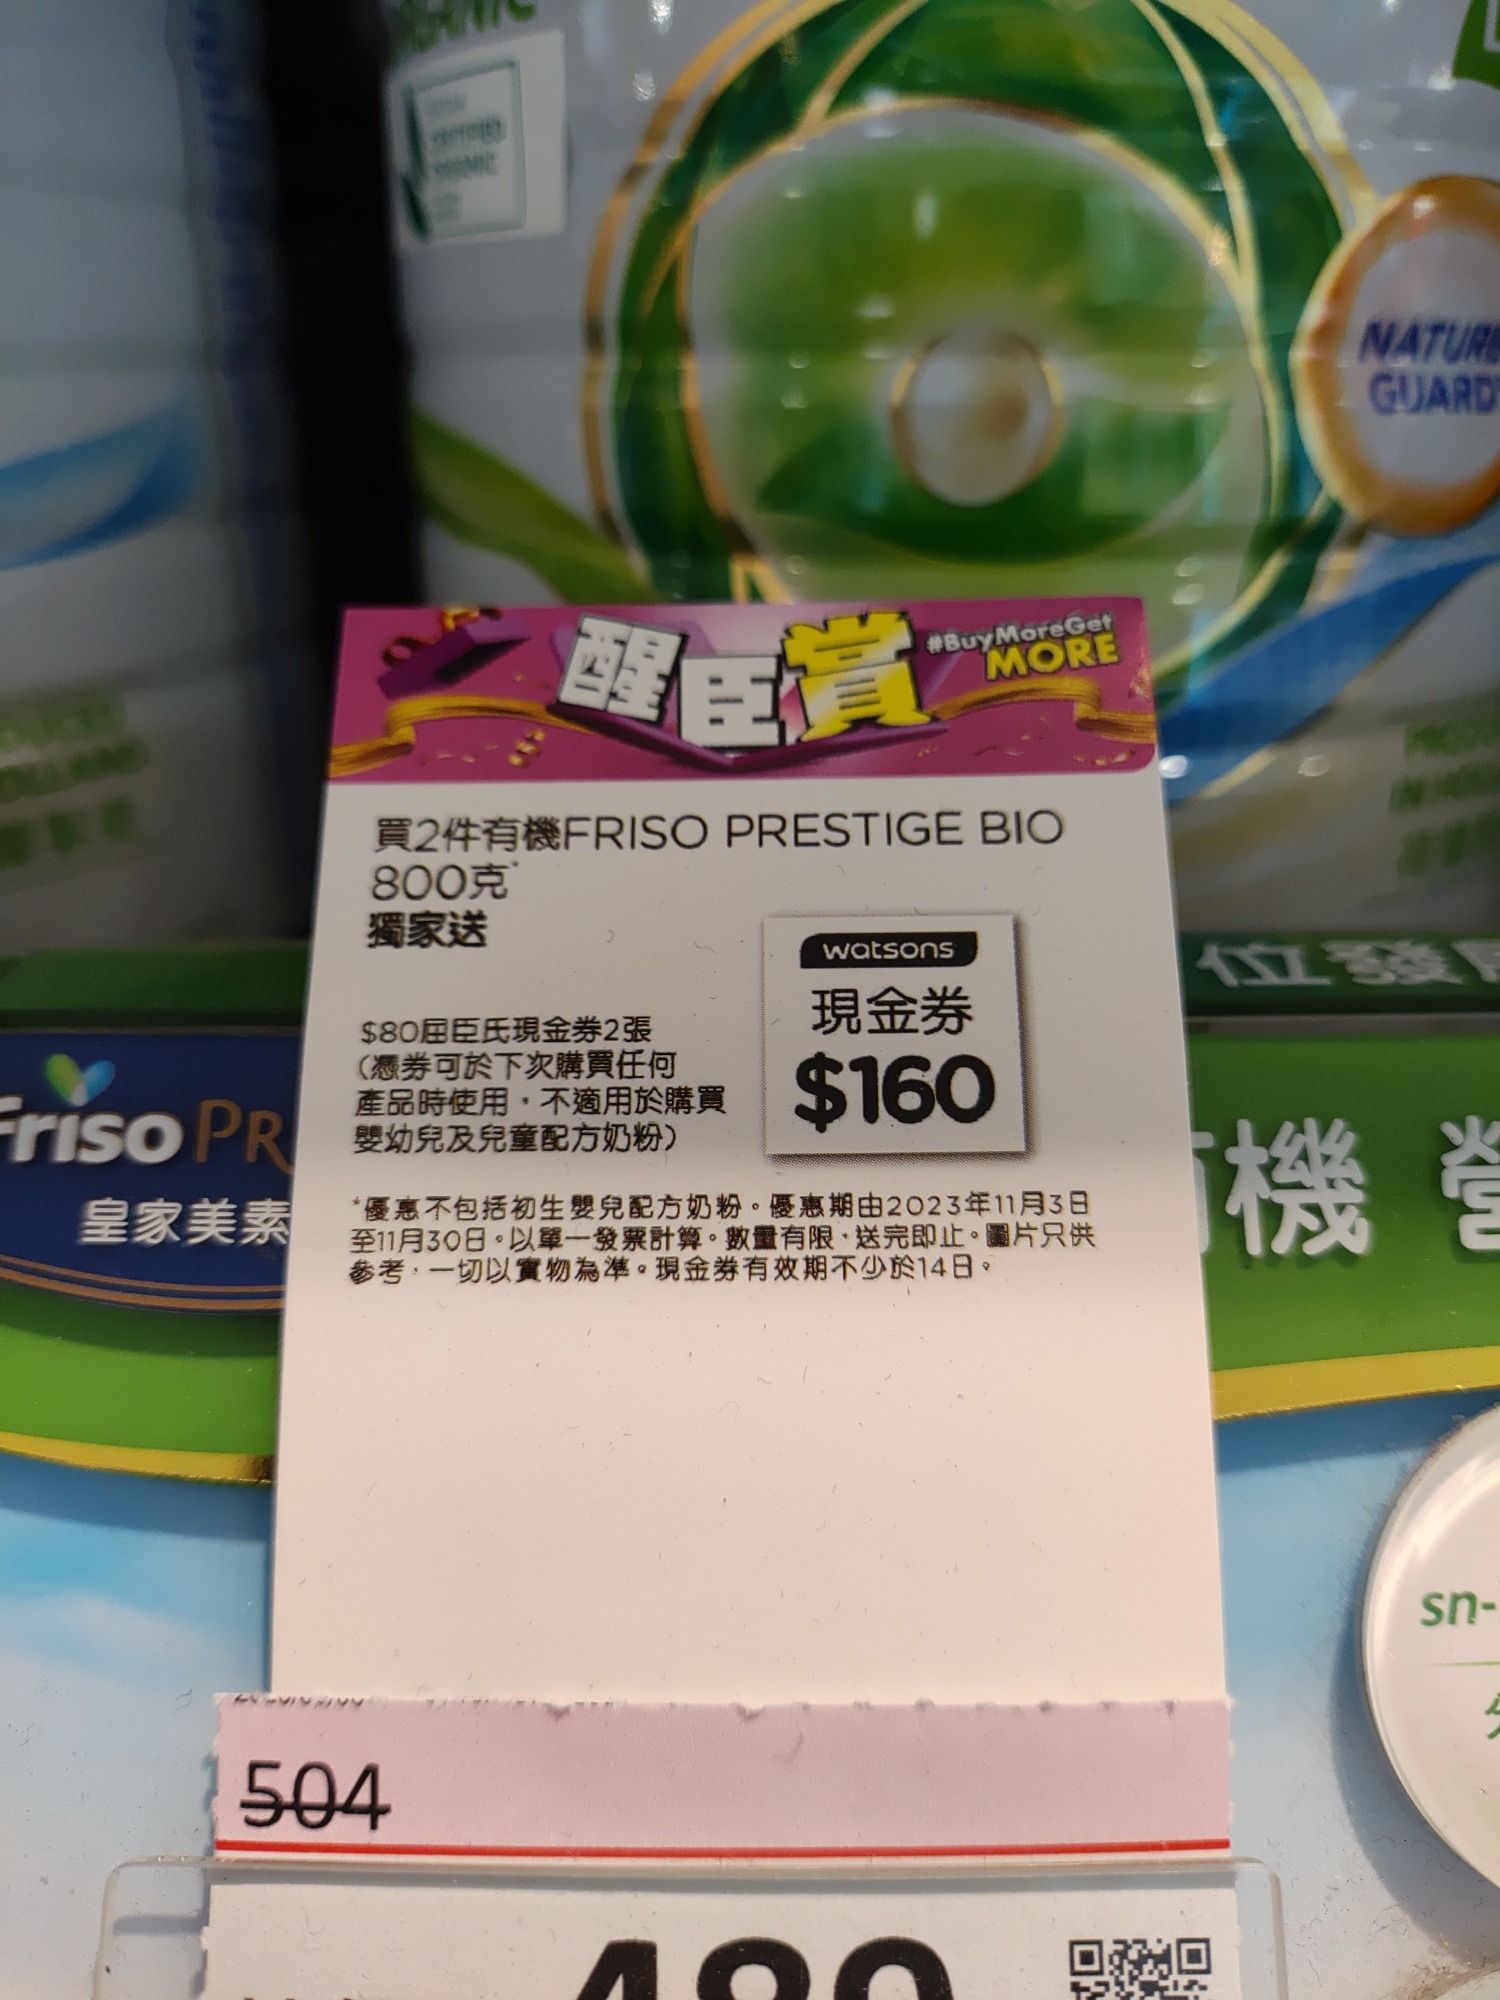 ORGANIC
CERTIFIED
ORGANIC
NATURE
GUARD
醒臣賞
#BuyMoreGet
MORE
買2件有機FRISO PRESTIGE BIO
800克*
獨家送
watsons
現金券
$160
$80屈臣氏現金券2張
(憑券可於下次購買任何
產品時使用，不適用於購買
嬰幼兒及兒童配方奶粉)
*優惠不包括初生嬰兒配方奶粉。優惠期由2023年11月3日
至11月30日。以單一發票計算。數量有限，送完即止。圖片只供
參考，一切以實物為準。現金券有效期不少於14日。
位發
Friso PR
皇家美素
機 營
sn-
504
480